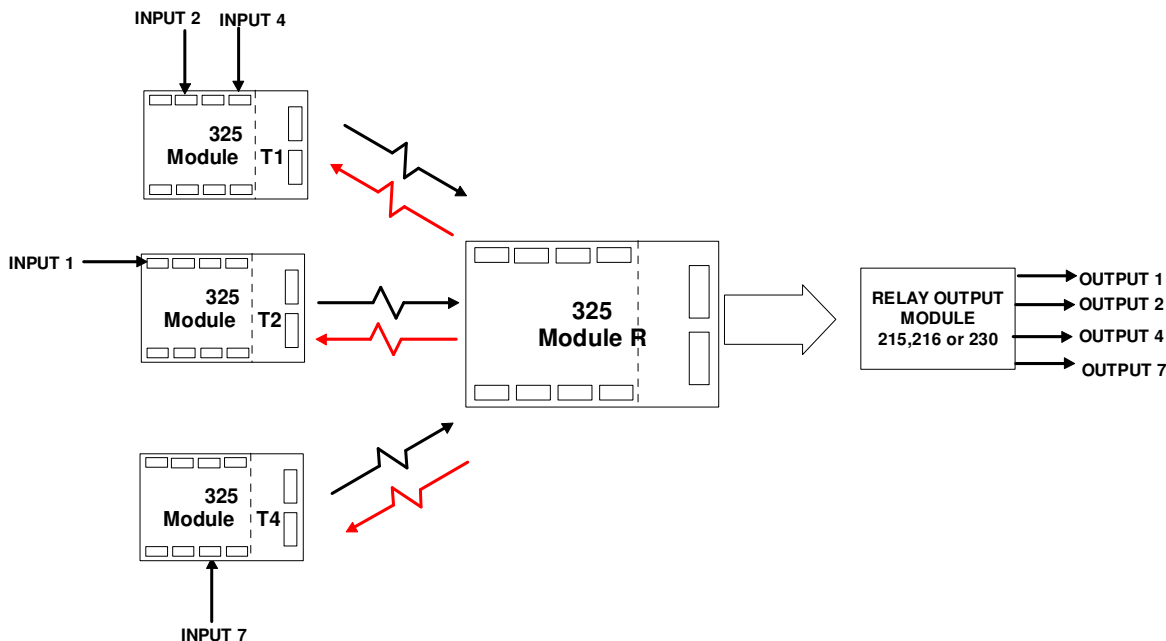 INPUT 2
INPUT 4
325
Module T1
INPUT 1
325
Module T2
325
Module R
RELAY OUTPUT
MODULE
215,216 or 230
OUTPUT 1
OUTPUT 2
OUTPUT 4
OUTPUT 7
325
Module T4
INPUT 7